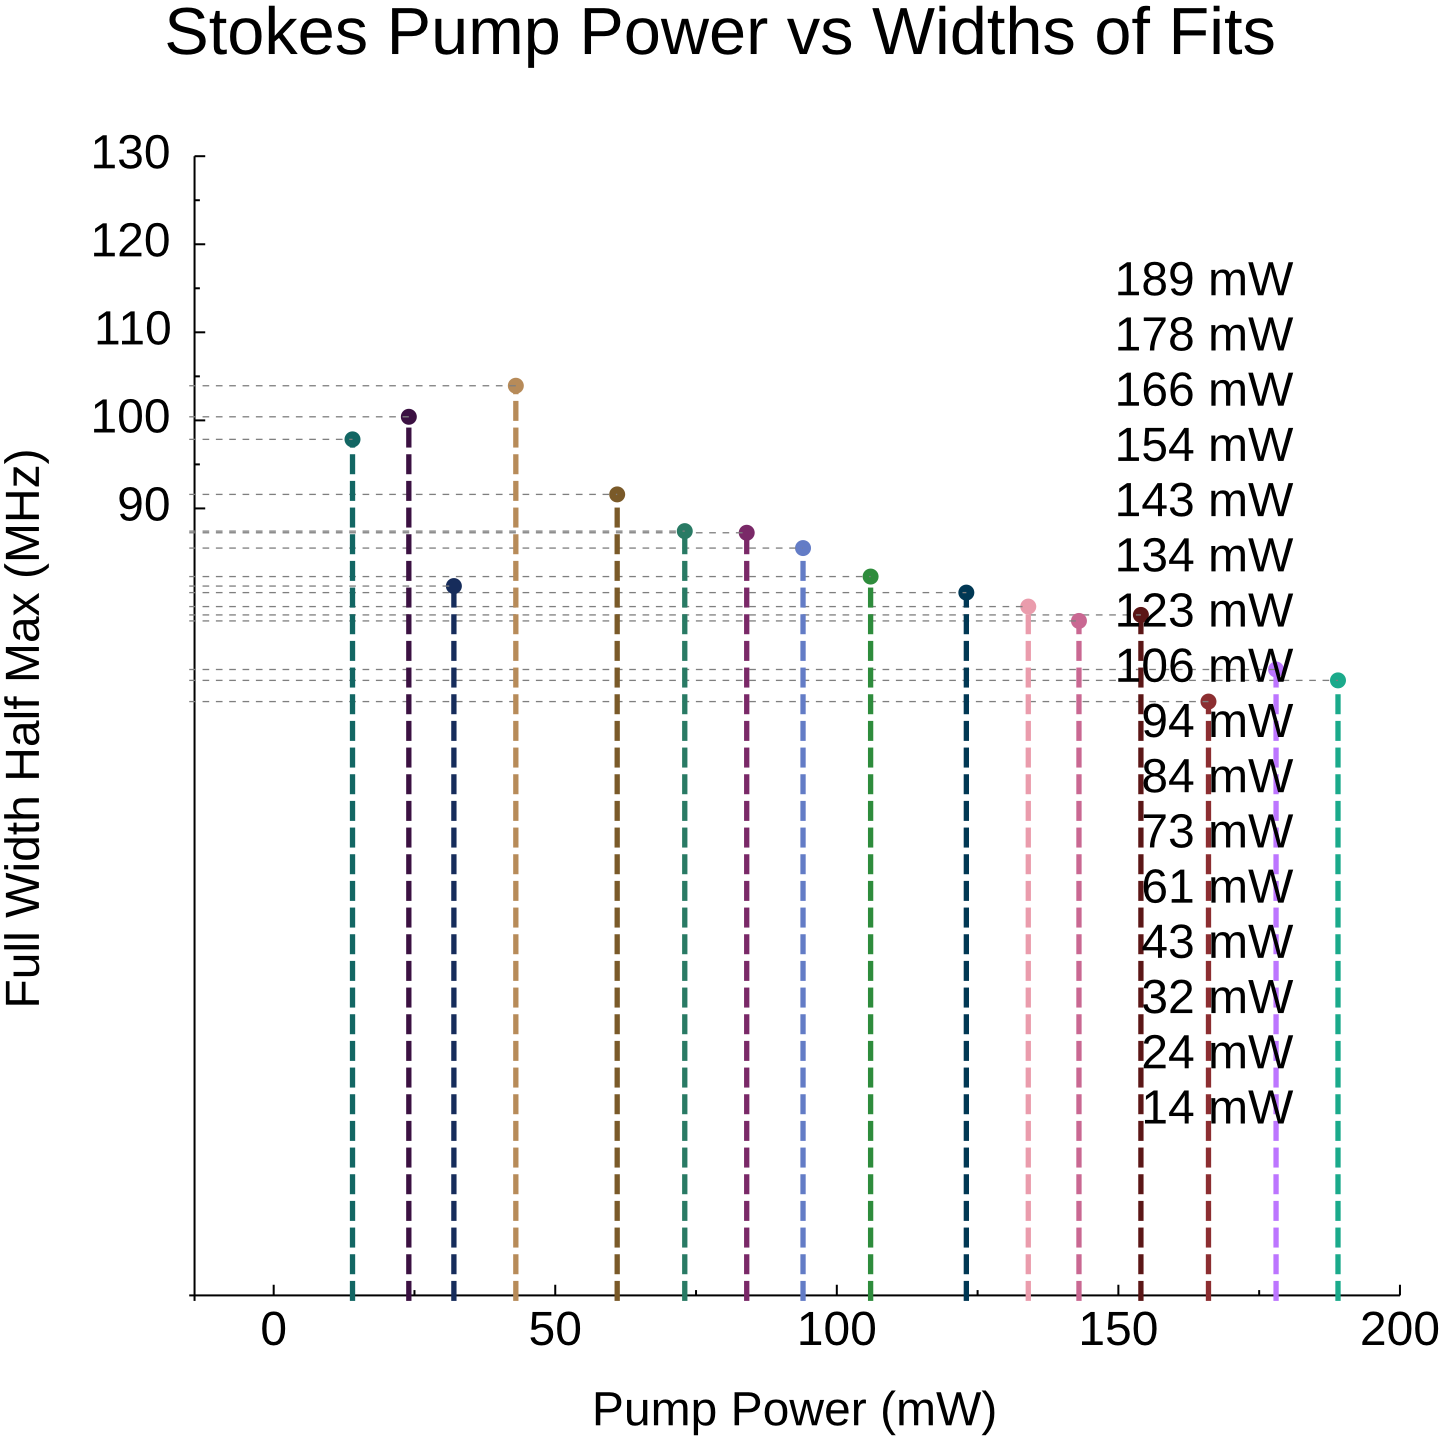 Stokes Pump Power vs Widths of Fits
130
120
110
100
90
Full Width Half Max (MHz)
189 mW
178 mW
166 mW
154 mW
143 mW
134 mW
123 mW
106 mW
94 mW
84 mW
73 mW
61 mW
43 mW
32 mW
24 mW
14 mW
0 50 100 150 200
Pump Power (mW)